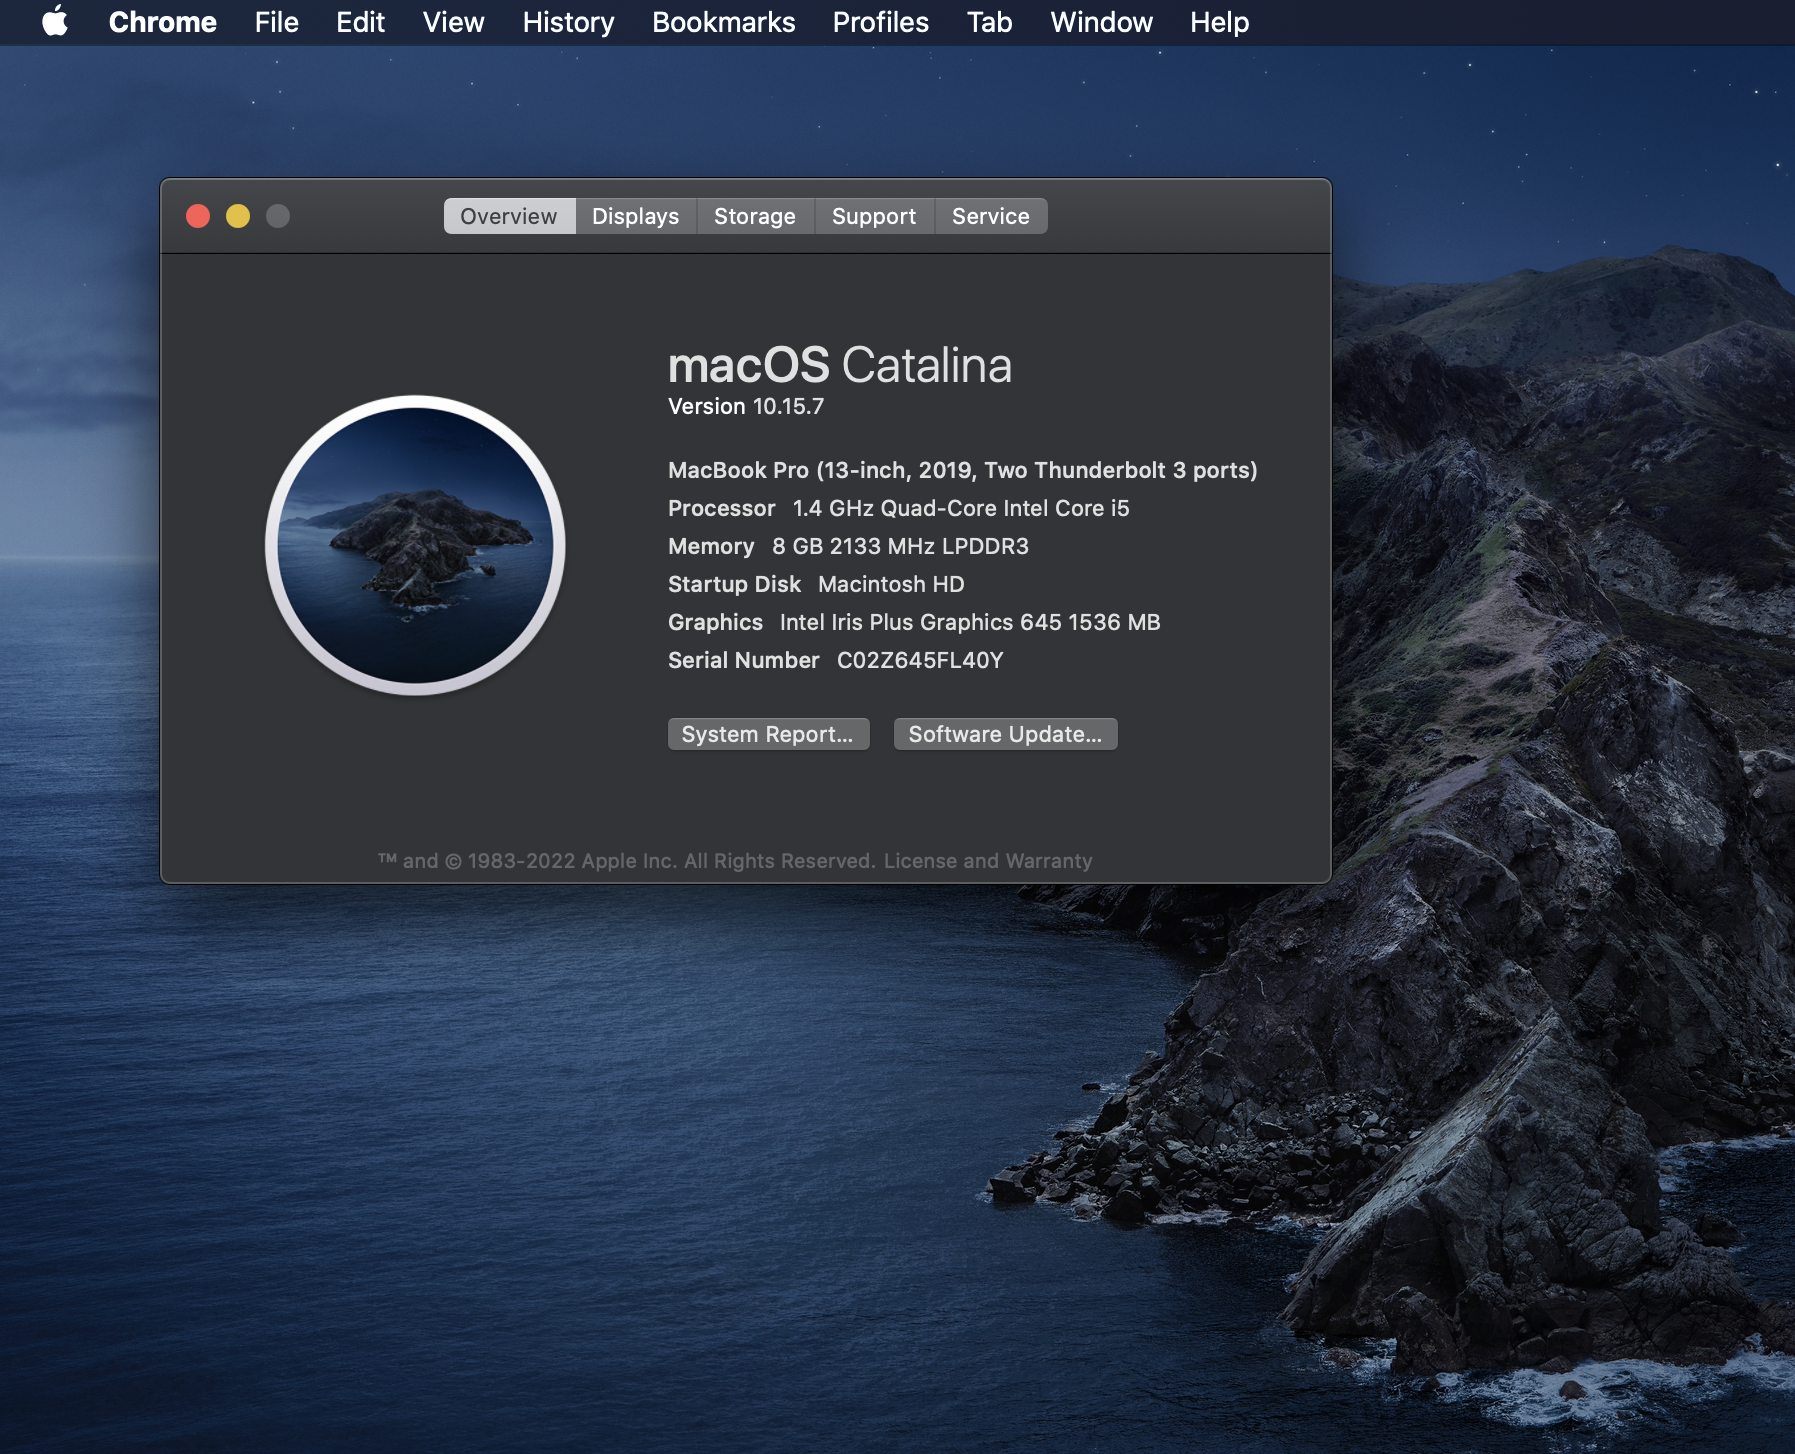 Chrome File Edit View History Bookmarks Profiles Tab Window Help
Overview Displays Storage Support Service
macOS Catalina
Version 10.15.7
MacBook Pro (13-inch, 2019, Two Thunderbolt 3 ports)
Processor 1.4 GHz Quad-Core Intel Core i5
Memory 8 GB 2133 MHz LPDDR3
Startup Disk Macintosh HD
Graphics Intel Iris Plus Graphics 645 1536 MB
Serial Number C02Z645FL40Y
System Report... Software Update...
™ and © 1983-2022 Apple Inc. All Rights Reserved. License and Warranty